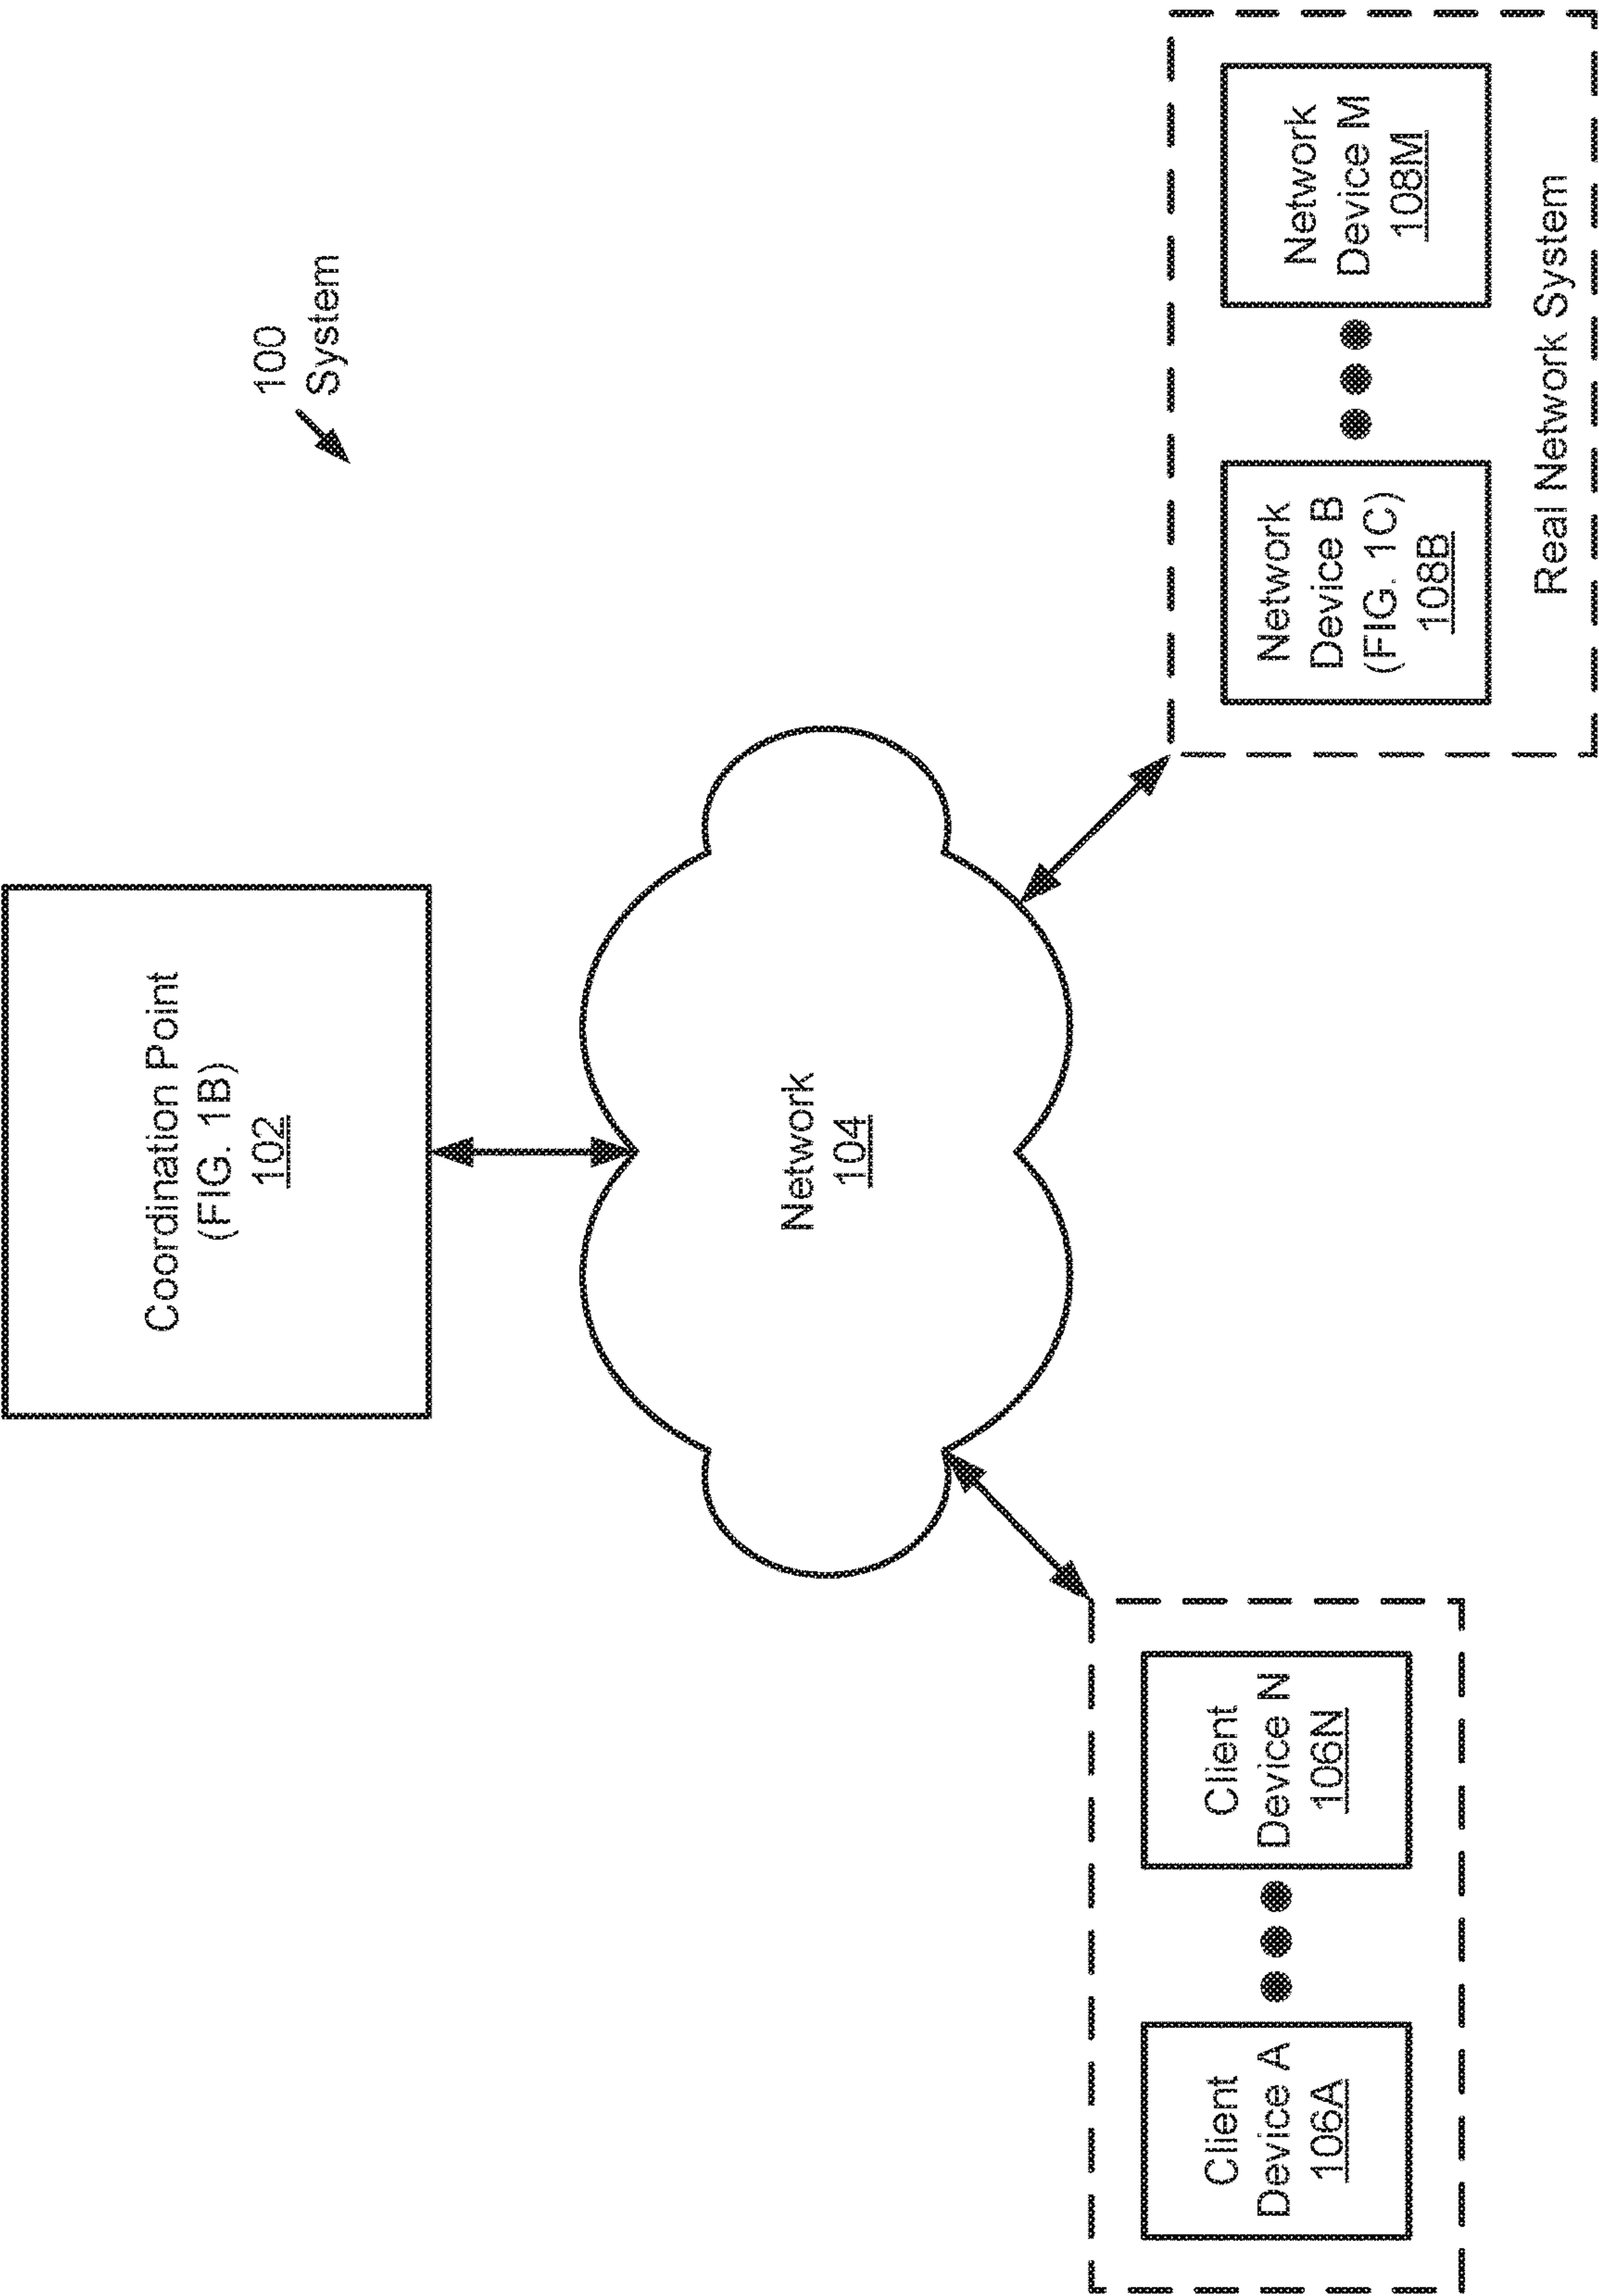 100
System
Coordination Point
(FIG. 1B)
102
Network
104
Client
Device A
106A
Client
Device N
106N
Network
Device B
(FIG. 1C)
108B
Network
Device M
108M
Real Network System